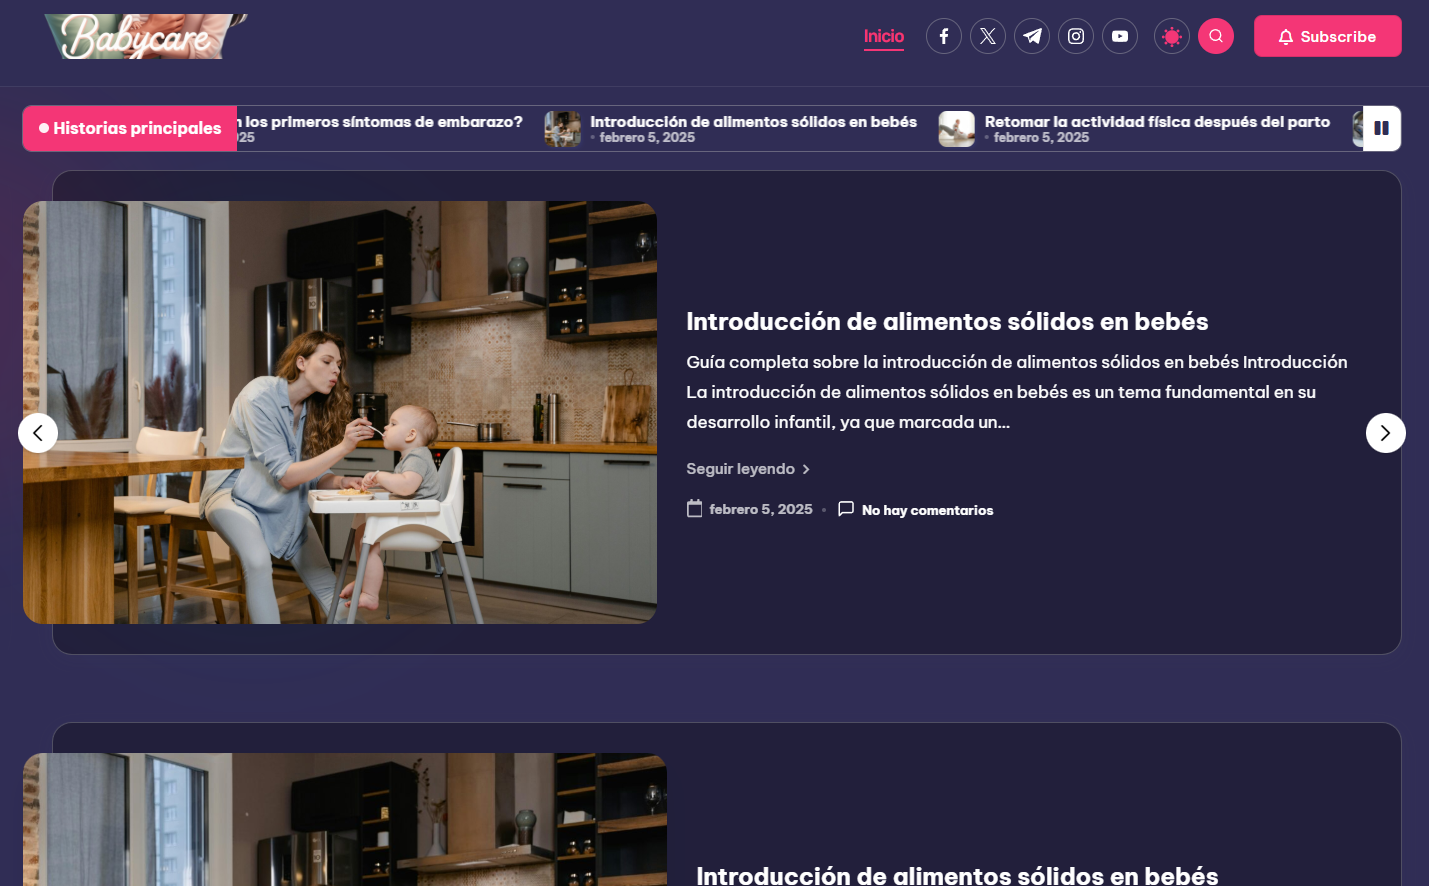 Babycare
Inicio
Subscribe
Historias principales
los primeros síntomas de embarazo?
25
Introducción de alimentos sólidos en bebés
febrero 5, 2025
Retomar la actividad física después del parto
febrero 5, 2025
Introducción de alimentos sólidos en bebés
Guía completa sobre la introducción de alimentos sólidos en bebés Introducción
La introducción de alimentos sólidos en bebés es un tema fundamental en su
desarrollo infantil, ya que marcada un...
Seguir leyendo
febrero 5, 2025
No hay comentarios
Introducción de alimentos sólidos en bebés